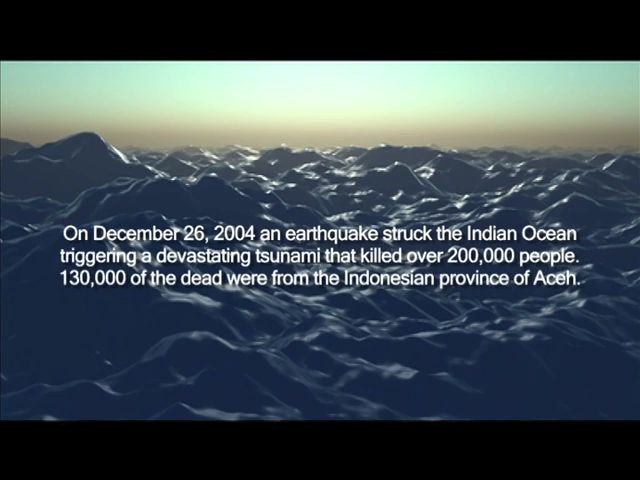 On December 26, 2004 an earthquake struck the Indian Ocean
triggering a devastating tsunami that killed over 200,000 people.
130,000 of the dead were from the Indonesian province of Aceh.